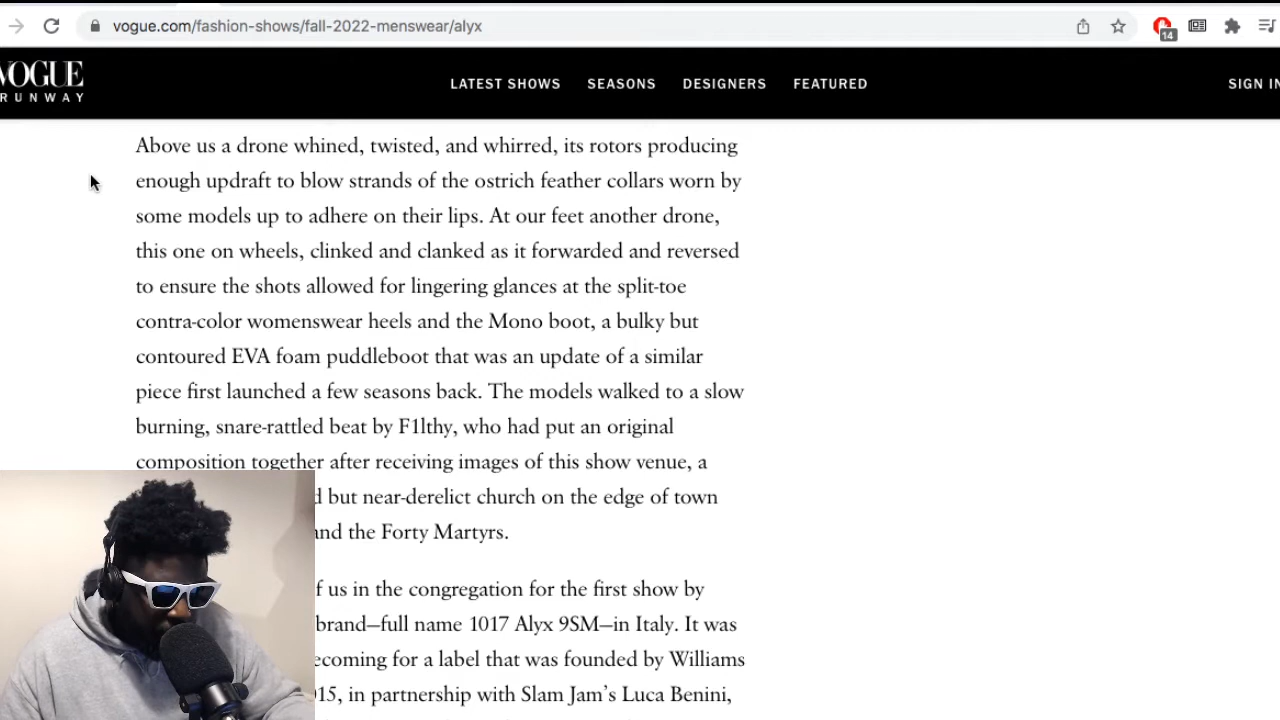 vogue.com/fashion-shows/fall-2022-menswear/alyx
14
VOGUE
RUNWAY
LATEST SHOWS
SEASONS
DESIGNERS
FEATURED
SIGN IN
Above us a drone whined, twisted, and whirred, its rotors producing
enough updraft to blow strands of the ostrich feather collars worn by
some models up to adhere on their lips. At our feet another drone,
this one on wheels, clinked and clanked as it forwarded and reversed
to ensure the shots allowed for lingering glances at the split-toe
contra-color womenswear heels and the Mono boot, a bulky but
contoured EVA foam puddleboot that was an update of a similar
piece first launched a few seasons back. The models walked to a slow
burning, snare-rattled beat by F1lthy, who had put an original
composition together after receiving images of this show venue, a
but near-derelict church on the edge of town
and the Forty Martyrs.
of us in the congregation for the first show by
brand—full name 1017 Alyx 9SM—in Italy. It was
becoming for a label that was founded by Williams
in partnership with Slam Jam's Luca Benini,